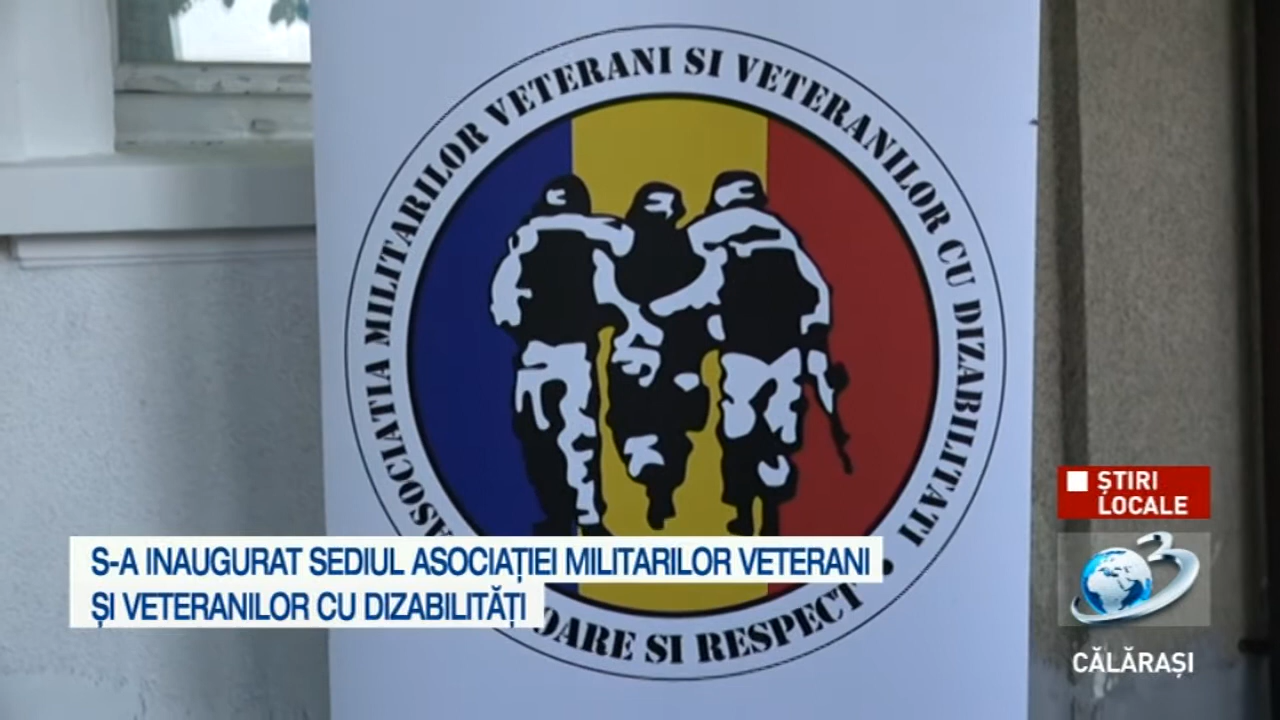 ASOCIATIA MILITARILOR VETERANI SI VETERANILOR CU DIZABILITATI •
OARE SI RESPECT
ȘTIRI
LOCALE
S-A INAUGURAT SEDIUL ASOCIAȚIEI MILITARILOR VETERANI
ȘI VETERANILOR CU DIZABILITĂȚI
3
CĂLĂRAȘI